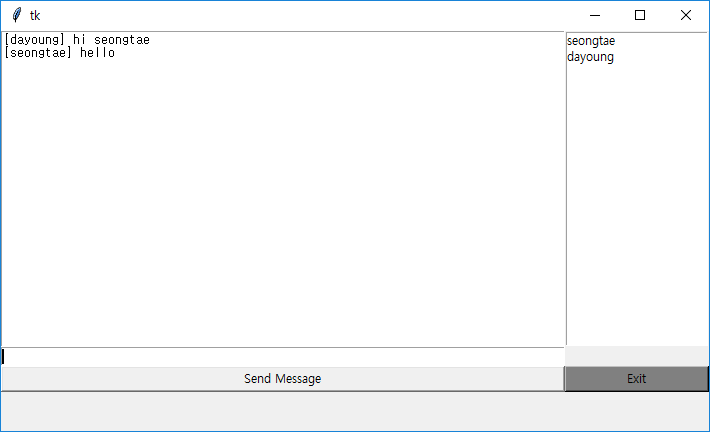 tk
[dayoung] hi seongtae
[seongtae] hello
seongtae
dayoung
Send Message
Exit